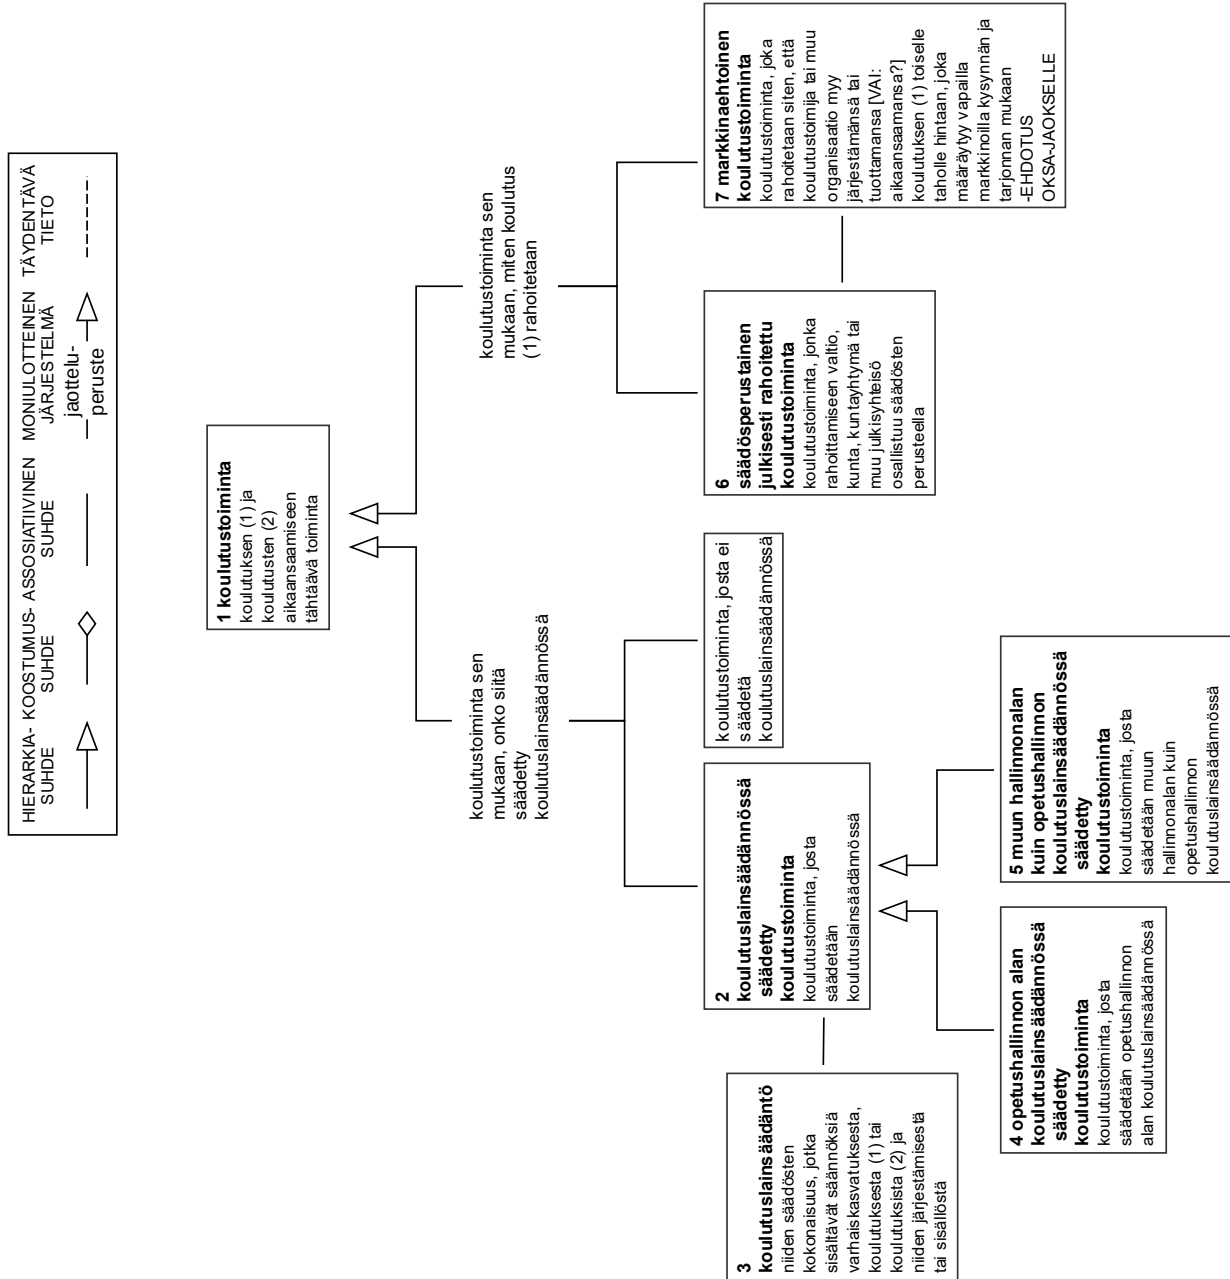 HIERARKIA- KOOSTUMUS- ASSOSIATIIVINEN MONIULOTTEINEN TÄYDENTÄVÄ
SUHDE SUHDE SUHDE JÄRJESTELMÄ TIETO
jaottelu-
peruste
1 koulutustoiminta
koulutuksen (1) ja
koulutusten (2)
aikaansaamiseen
tähtäävä toiminta
koulutustoiminta sen
mukaan, onko siitä
säädetty
koulutuslainsäädännössä
koulutustoiminta sen
mukaan, miten koulutus
(1) rahoitetaan
3
koulutuslainsäädäntö
niiden säädösten
kokonaisuus, jotka
sisältävät säännöksiä
varhaiskasvatuksesta,
koulutuksesta (1) tai
koulutuksista (2) ja
niiden järjestämisestä
tai sisällöstä
2
koulutuslainsäädännössä
säädetty
koulutustoiminta
koulutustoiminta, josta
säädetään
koulutuslainsäädännössä
koulutustoiminta, josta ei
säädetä
koulutuslainsäädännössä
6
säädösperustainen
julkisesti rahoitettu
koulutustoiminta
koulutustoiminta, jonka
rahoittamiseen valtio,
kunta, kuntayhtymä tai
muu julkisyhteisö
osallistuu säädösten
perusteella
7 markkinaehtoinen
koulutustoiminta
koulutustoiminta, joka
rahoitetaan siten, että
koulutustoimija tai muu
organisaatio myy
järjestämänsä tai
tuottamansa [VAI:
aikaansaamansa?]
koulutuksen (1) toiselle
taholle hintaan, joka
määräytyy vapailla
markkinoilla kysynnän ja
tarjonnan mukaan
-EHDOTUS
OKSA-JAOKSELLE
4 opetushallinnon alan
koulutuslainsäädännössä
säädetty
koulutustoiminta
koulutustoiminta, josta
säädetään opetushallinnon
alan koulutuslainsäädännössä
5 muun hallinnonalan
kuin opetushallinnon
koulutuslainsäädännössä
säädetty
koulutustoiminta
koulutustoiminta, josta
säädetään muun
hallinnonalan kuin
opetushallinnon
koulutuslainsäädännössä